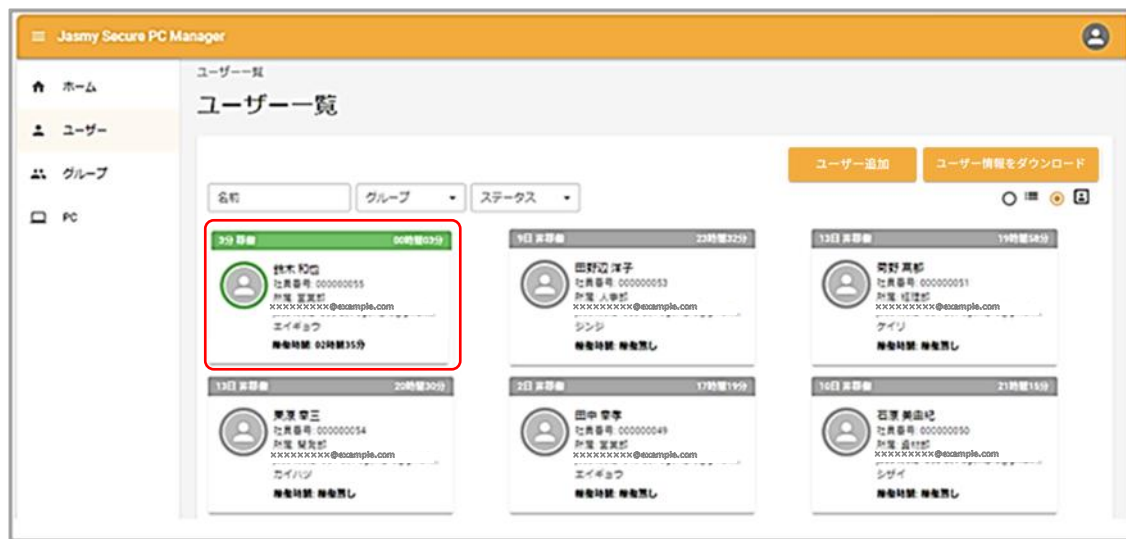 Jasmy Secure PC Manager
ホーム
ユーザー
グループ
PC
ユーザー一覧
ユーザー一覧
ユーザー追加
ユーザー情報をダウンロード
名前
グループ
ステータス
3分 稼働 00時間03分
鈴木 和也
社員番号: 000000055
所属: 営業部
xxxxxxxxx@example.com
エイギョウ
稼働時間: 02時間35分
9日 非稼働 23時間32分
田野辺 洋子
社員番号: 000000053
所属: 人事部
xxxxxxxxx@example.com
ジンジ
稼働時間: 稼働無し
13日 非稼働 19時間58分
社員番号: 000000051
所属: 経理部
xxxxxxxxx@example.com
ケイリ
稼働時間: 稼働無し
13日 非稼働 20時間30分
社員番号: 000000054
所属: 開発部
xxxxxxxxx@example.com
カイハツ
稼働時間: 稼働無し
2日 非稼働 17時間19分
田中 幸孝
社員番号: 000000049
所属: 営業部
xxxxxxxxx@example.com
エイギョウ
稼働時間: 稼働無し
10日 非稼働 21時間15分
石原 美由紀
社員番号: 000000050
所属: 資材部
xxxxxxxxx@example.com
シザイ
稼働時間: 稼働無し